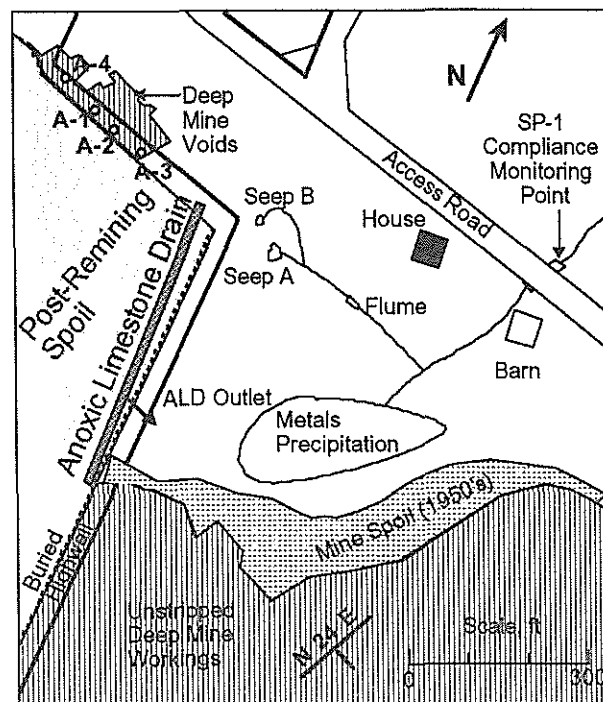 A-4
A-1
A-2
A-3
Deep
Mine
Voids
N
SP-1
Compliance
Monitoring
Point
Access Road
Seep B
House
Seep A
Flume
Barn
Post-Remining
Spoil
Anoxic Limestone Drain
ALD Outlet
Metals
Precipitation
Mine Spoil (1950's)
Buried
Highwall
Unstripped
Deep Mine
Workings
N 24 E
Scale, ft
0
300